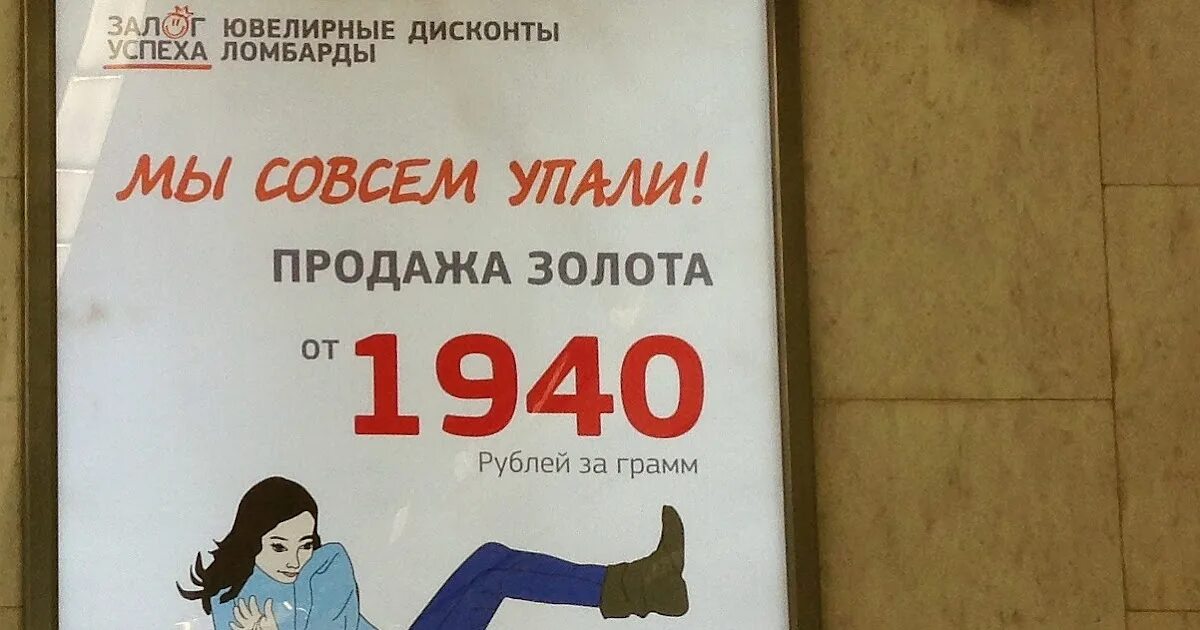 ЗАЛОГ УСПЕХА
ЮВЕЛИРНЫЕ ДИСКОНТЫ
ЛОМБАРДЫ
МЫ СОВСЕМ УПАЛИ!
ПРОДАЖА ЗОЛОТА
от 1940
Рублей за грамм